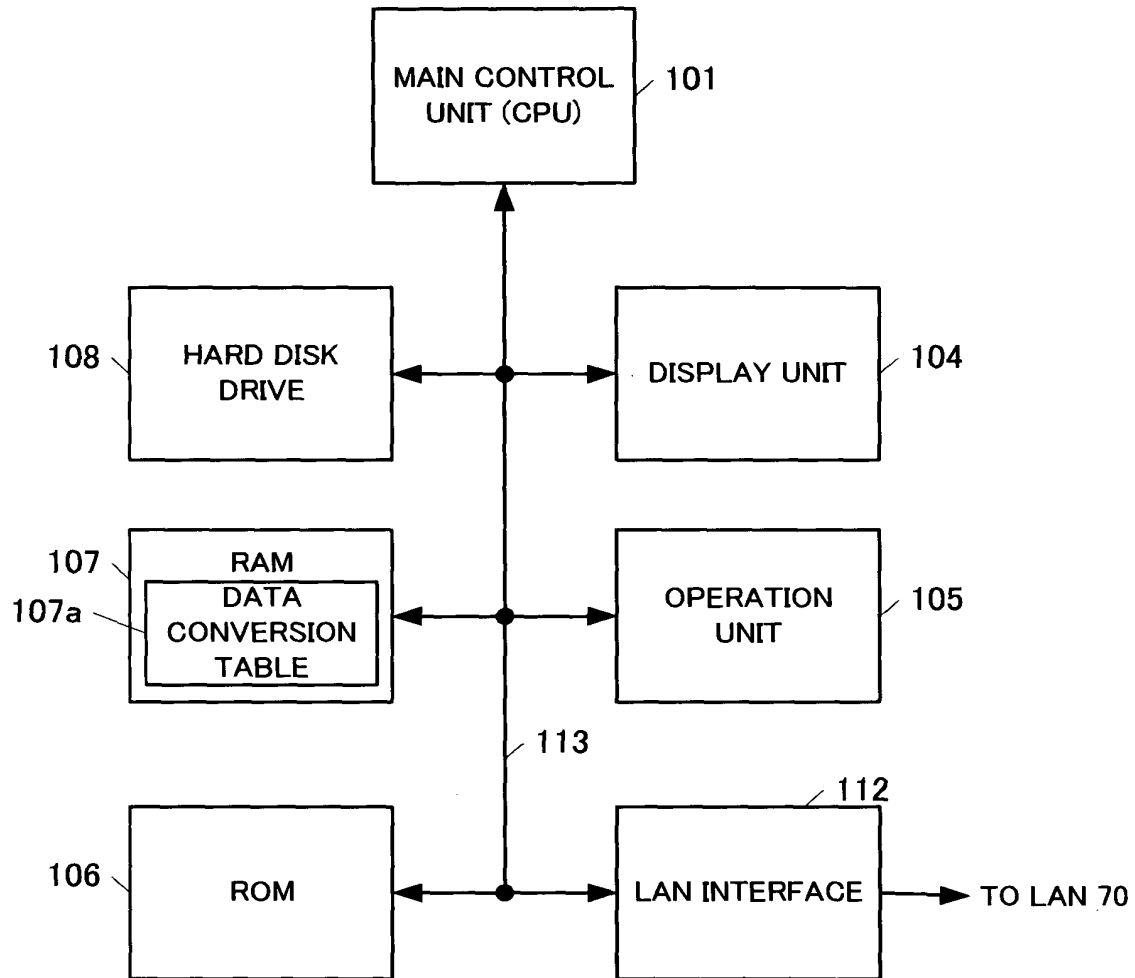 MAIN CONTROL
UNIT (CPU)
101
108
HARD DISK
DRIVE
DISPLAY UNIT
104
107
RAM
107a
DATA
CONVERSION
TABLE
OPERATION
UNIT
105
113
112
106
ROM
LAN INTERFACE
TO LAN 70